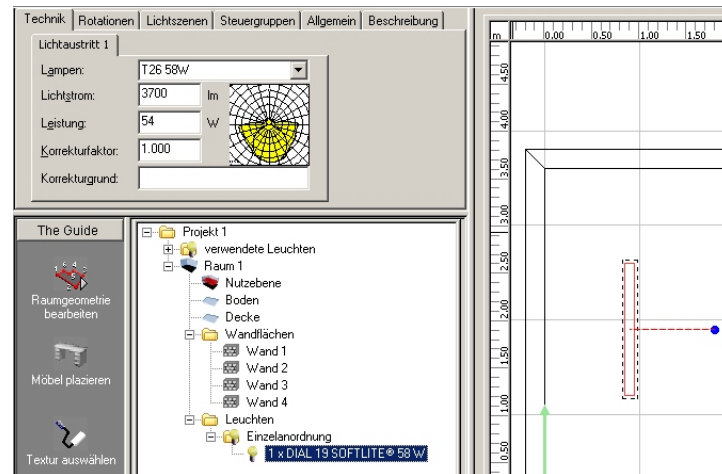 Technik Rotationen Lichtszenen Steuergruppen Allgemein Beschreibung
Lichtaustritt 1
Lampen: T26 58W
Lichtstrom: 3700 lm
Leistung: 54 W
Korrekturfaktor: 1.000
Korrekturgrund:
The Guide
Raumgeometrie
bearbeiten
Möbel plazieren
Textur auswählen
Projekt 1
verwendete Leuchten
Raum 1
Nutzebene
Boden
Decke
Wandflächen
Wand 1
Wand 2
Wand 3
Wand 4
Leuchten
Einzelanordnung
1 x DIAL 19 SOFTLITE® 58 W
m 0.00 0.50 1.00 1.50
4.50
4.00
3.50
3.00
2.50
2.00
1.50
1.00
0.50